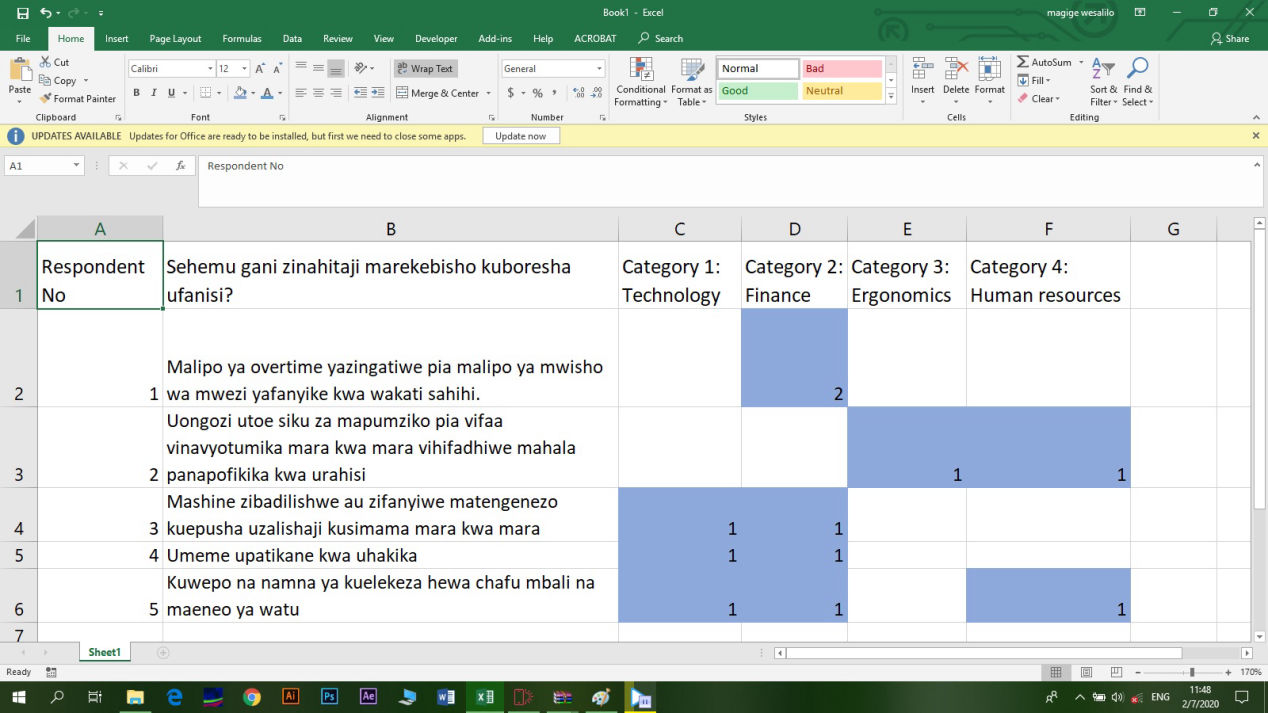 Book1 - Excel
magige wesalilo
File Home Insert Page Layout Formulas Data Review View Developer Add-ins Help ACROBAT Search Share
Paste
Cut
Copy
Format Painter
Clipboard
Calibri 12
B I U
Font
Wrap Text
Merge & Center
Alignment
General
$ % ,
Number
Conditional Formatting
Format as Table
Normal Bad
Good Neutral
Styles
Insert Delete Format
Cells
AutoSum
Fill
Clear
Sort & Filter
Find & Select
Editing
UPDATES AVAILABLE Updates for Office are ready to be installed, but first we need to close some apps. Update now
A1 fx Respondent No
A B C D E F G
1
Respondent
No
Sehemu gani zinahitaji marekebisho kuboresha
ufanisi?
Category 1:
Technology
Category 2:
Finance
Category 3:
Ergonomics
Category 4:
Human resources
Malipo ya overtime yazingatiwe pia malipo ya mwisho
2 1 wa mwezi yafanyike kwa wakati sahihi. 2
Uongozi utoe siku za mapumziko pia vifaa
vinavyotumika mara kwa mara vihifadhiwe mahala
3 2 panapofikika kwa urahisi 1 1
Mashine zibadilishwe au zifanyiwe matengenezo
4 3 kuepusha uzalishaji kusimama mara kwa mara 1 1
5 4 Umeme upatikane kwa uhakika 1 1
Kuwepo na namna ya kuelekeza hewa chafu mbali na
6 5 maeneo ya watu 1 1 1
7
Sheet1
Ready 170%
Ai Ps Ae
ENG
11:48
2/7/2020